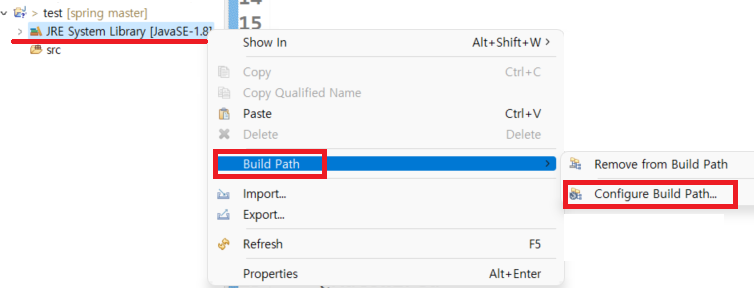 test [spring master]
JRE System Library [JavaSE-1.8]
src
14
15
Show In Alt+Shift+W >
Copy Ctrl+C
Copy Qualified Name
Paste Ctrl+V
Delete Delete
Build Path
Remove from Build Path
Configure Build Path...
Import...
Export...
Refresh F5
Properties Alt+Enter